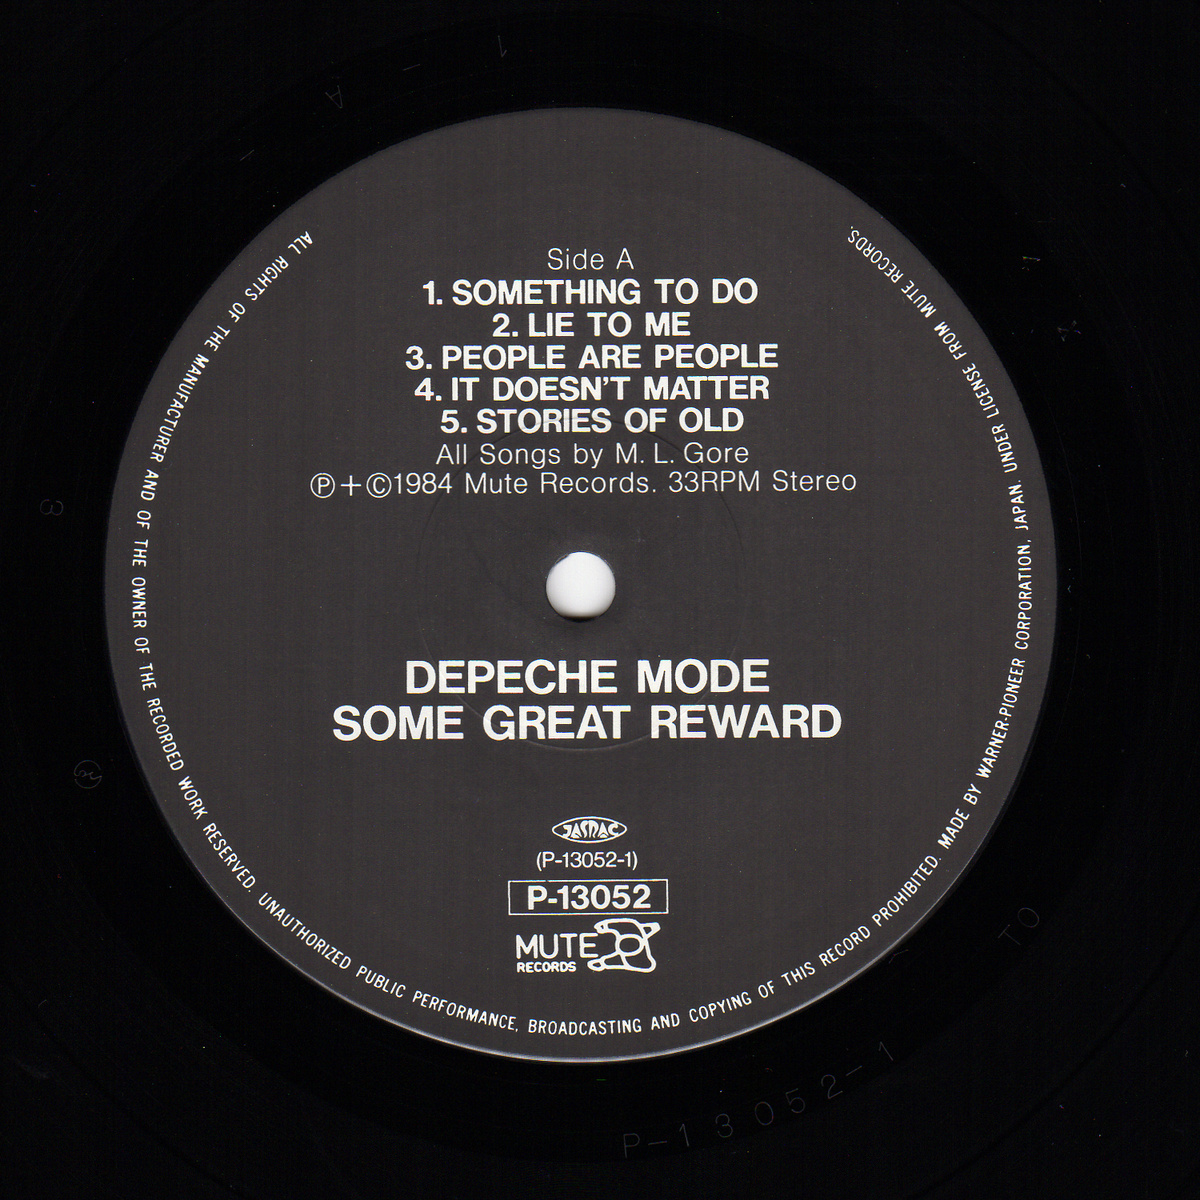 Side A
1. SOMETHING TO DO
2. LIE TO ME
3. PEOPLE ARE PEOPLE
4. IT DOESN'T MATTER
5. STORIES OF OLD
All Songs by M. L. Gore
Ⓟ+©1984 Mute Records. 33RPM Stereo
DEPECHE MODE
SOME GREAT REWARD
JASRAC
(P-13052-1)
P-13052
MUTE
RECORDS
ALL RIGHTS OF THE MANUFACTURER AND OF THE OWNER OF THE RECORDED WORK RESERVED. UNAUTHORIZED PUBLIC PERFORMANCE, BROADCASTING AND COPYING OF THIS RECORD PROHIBITED. MADE BY WARNER-PIONEER CORPORATION, JAPAN. UNDER LICENSE FROM MUTE RECORDS.
P-13052-1
TO
1-A